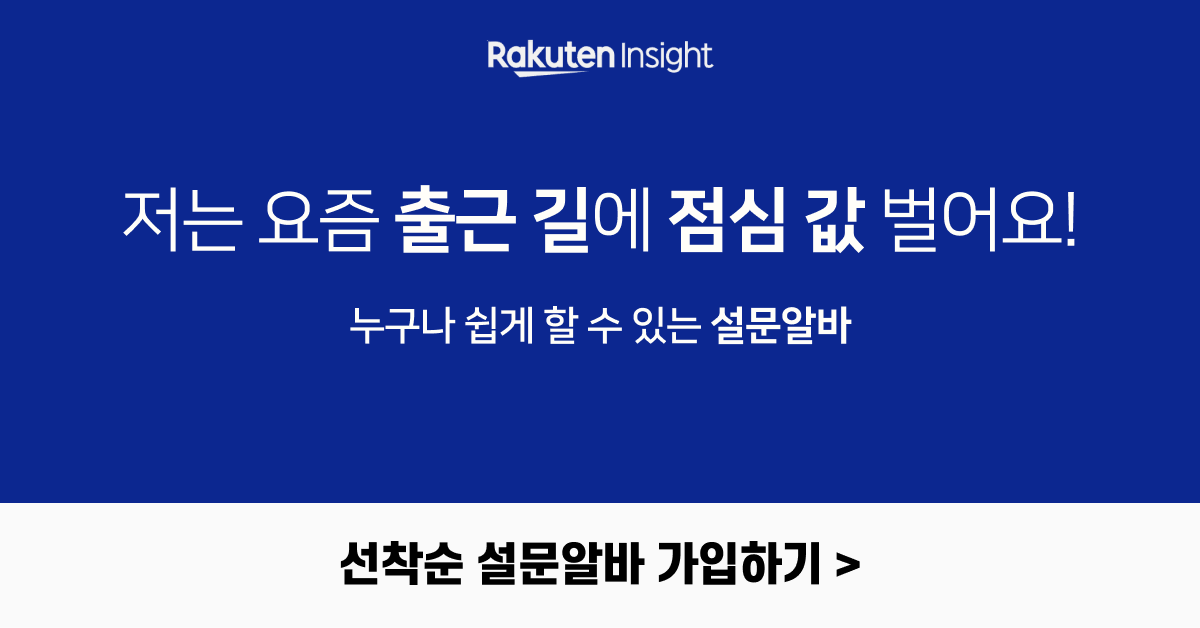 Rakuten Insight
저는 요즘 출근 길에 점심 값 벌어요!
누구나 쉽게 할 수 있는 설문알바
선착순 설문알바 가입하기 >